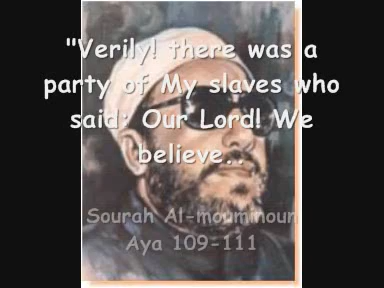 "Verily! there was a
party of My slaves who
said: Our Lord! We
believe..
Sourah Al-mouminoun
Aya 109-111